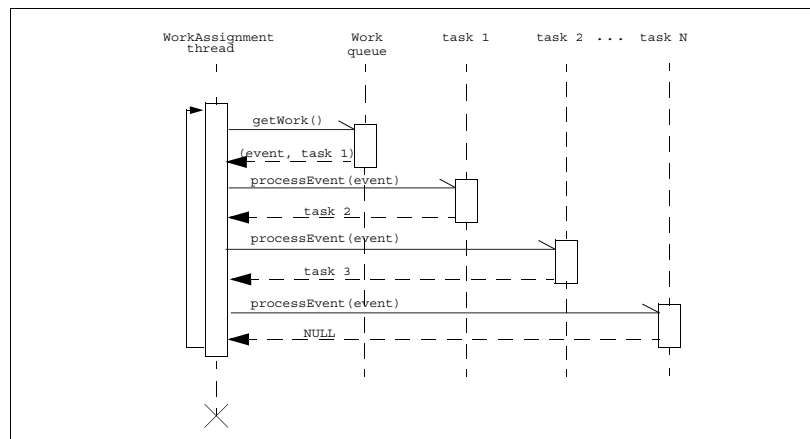 WorkAssignment
thread
Work
queue
task 1
task 2 ... task N
getWork()
(event, task 1)
processEvent(event)
task 2
processEvent(event)
task 3
processEvent(event)
NULL